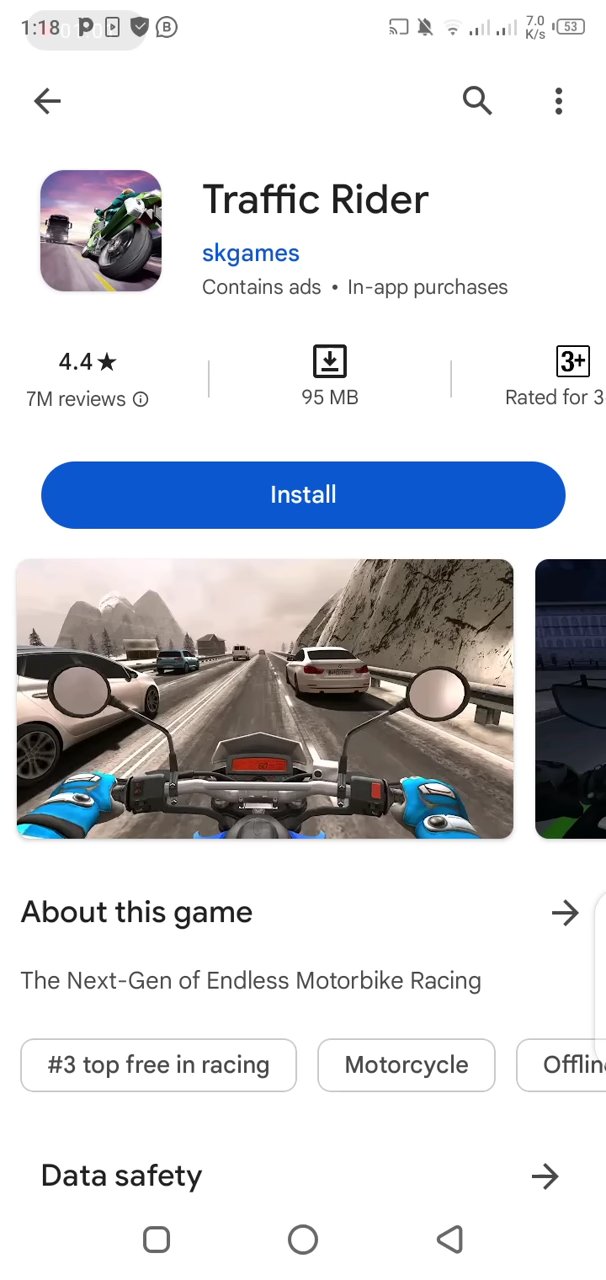 1:18
7.0
K/s
53
Traffic Rider
skgames
Contains ads • In-app purchases
4.4★
7M reviews
95 MB
3+
Rated for 3
Install
About this game
The Next-Gen of Endless Motorbike Racing
#3 top free in racing
Motorcycle
Offlin
Data safety